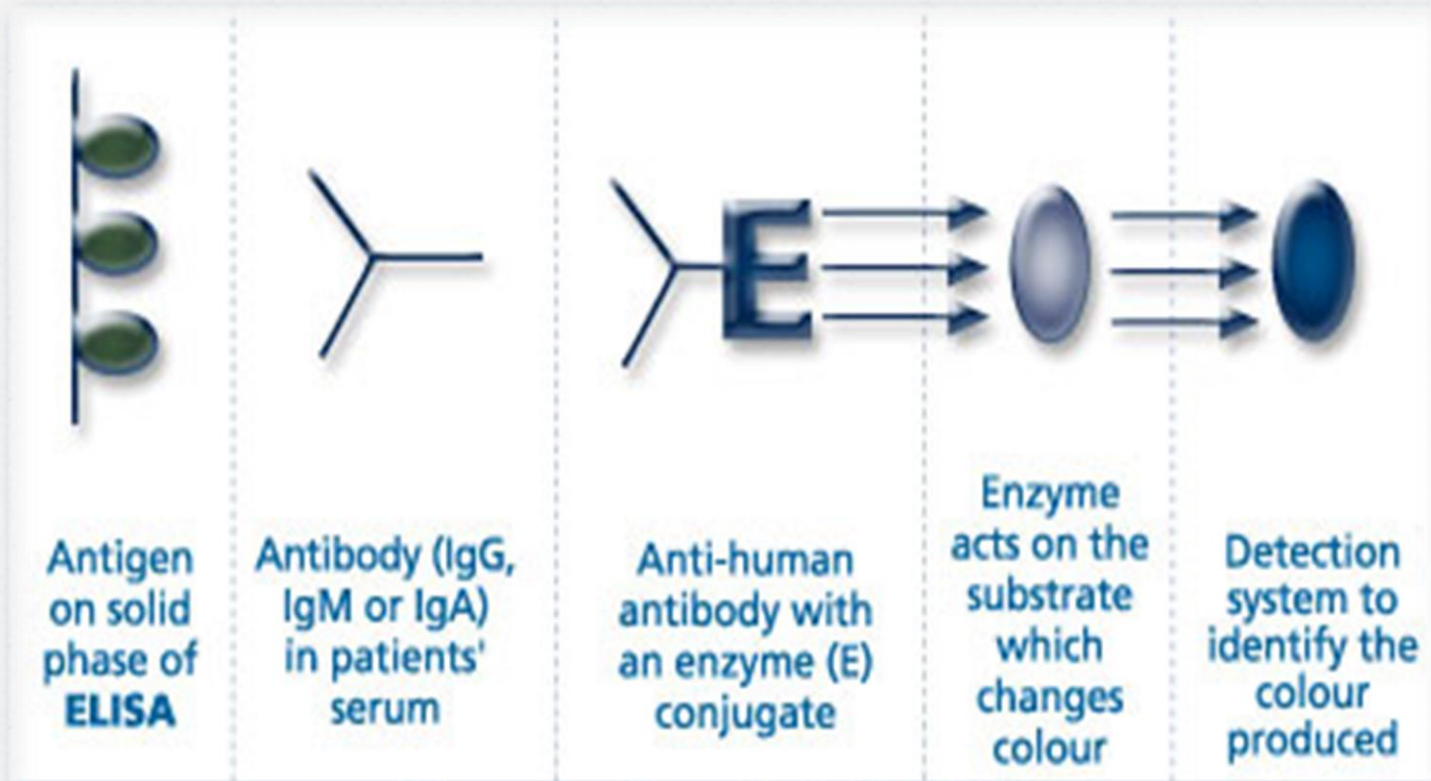 E
Antigen
on solid
phase of
ELISA
Antibody (IgG,
IgM or IgA)
in patients'
serum
Anti-human
antibody with
an enzyme (E)
conjugate
Enzyme
acts on the
substrate
which
changes
colour
Detection
system to
identify the
colour
produced